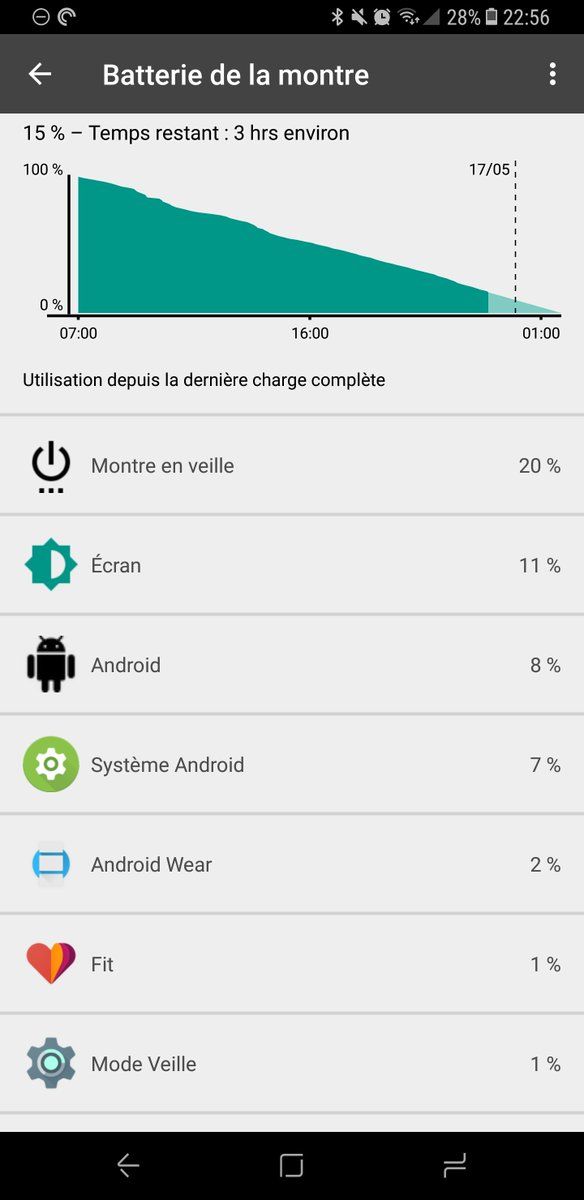 28% 22:56
Batterie de la montre
15 % – Temps restant : 3 hrs environ
100 %
17/05
0 %
07:00 16:00 01:00
Utilisation depuis la dernière charge complète
Montre en veille 20 %
Écran 11 %
Android 8 %
Système Android 7 %
Android Wear 2 %
Fit 1 %
Mode Veille 1 %